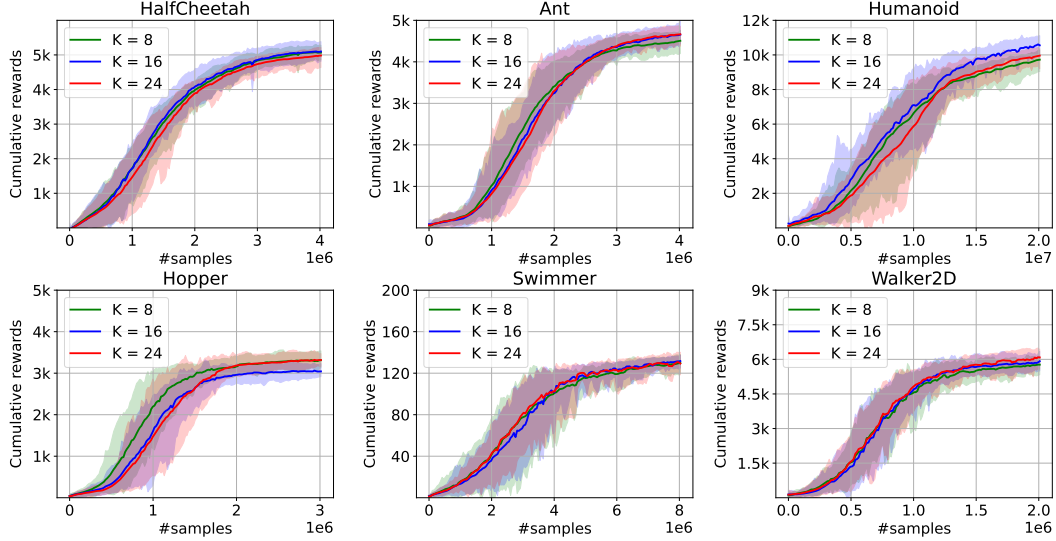 HalfCheetah
Cumulative rewards
5k
4k
3k
2k
1k
K = 8
K = 16
K = 24
0 1 2 3 4
#samples
1e6
Ant
Cumulative rewards
5k
4k
3k
2k
1k
K = 8
K = 16
K = 24
0 1 2 3 4
#samples
1e6
Humanoid
Cumulative rewards
12k
10k
8k
6k
4k
2k
K = 8
K = 16
K = 24
0.0 0.5 1.0 1.5 2.0
#samples
1e7
Hopper
Cumulative rewards
5k
4k
3k
2k
1k
K = 8
K = 16
K = 24
0 1 2 3
#samples
1e6
Swimmer
Cumulative rewards
200
160
120
80
40
K = 8
K = 16
K = 24
0 2 4 6 8
#samples
1e6
Walker2D
Cumulative rewards
9k
7.5k
6k
4.5k
3k
1.5k
K = 8
K = 16
K = 24
0.0 0.5 1.0 1.5 2.0
#samples
1e6